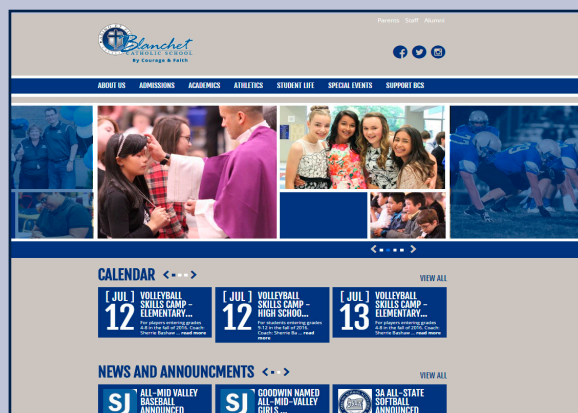 Parents Staff Alumni
Blanchet
CATHOLIC SCHOOL
By Courage & Faith
ABOUT US ADMISSIONS ACADEMICS ATHLETICS STUDENT LIFE SPECIAL EVENTS SUPPORT BCS
CALENDAR
VIEW ALL
[ JUL ]
12
VOLLEYBALL
SKILLS CAMP -
ELEMENTARY...
For players entering grades
4-8 in the fall of 2016. Coach:
Sherrie Bashaw ... read more
[ JUL ]
12
VOLLEYBALL
SKILLS CAMP -
HIGH SCHOO...
For students entering grades
9-12 in the fall of 2016.
Coach: Sherrie Ba ... read
more
[ JUL ]
13
VOLLEYBALL
SKILLS CAMP -
ELEMENTARY...
For players entering grades
4-8 in the fall of 2016. Coach:
Sherrie Bashaw ... read more
NEWS AND ANNOUNCMENTS
VIEW ALL
SJ
ALL-MID VALLEY
BASEBALL
ANNOUNCED
SJ
GOODWIN NAMED
ALL-MID-VALLEY
GIRLS ...
3A ALL-STATE
SOFTBALL
ANNOUNCED